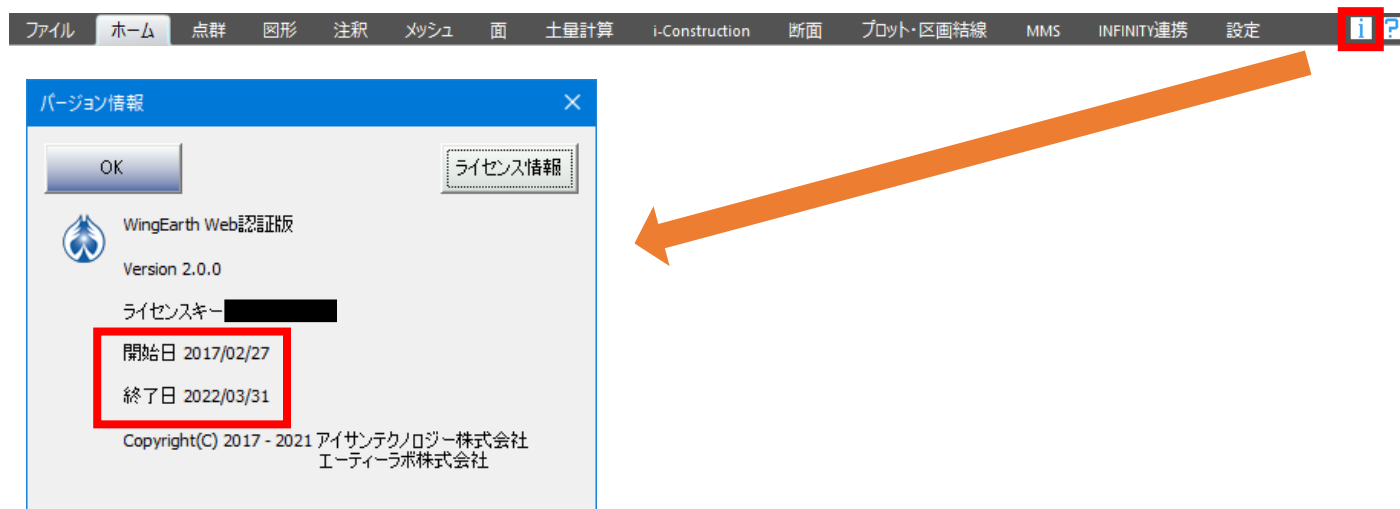 ファイル ホーム 点群 図形 注釈 メッシュ 面 土量計算 i-Construction 断面 プロット・区画結線 MMS INFINITY連携 設定 i ?
バージョン情報 ×
OK ライセンス情報
WingEarth Web認証版
Version 2.0.0
ライセンスキー
開始日 2017/02/27
終了日 2022/03/31
Copyright(C) 2017 - 2021 アイサンテクノロジー株式会社
エーティーラボ株式会社